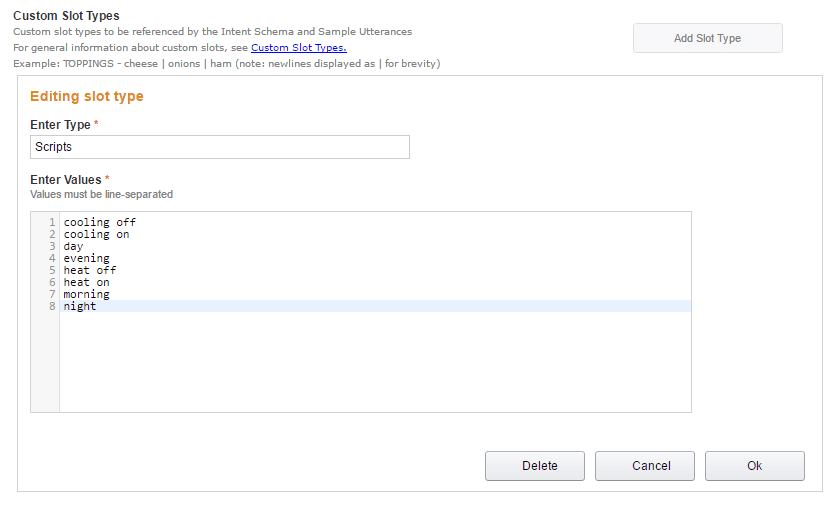 Custom Slot Types
Custom slot types to be referenced by the Intent Schema and Sample Utterances
For general information about custom slots, see Custom Slot Types.
Example: TOPPINGS - cheese | onions | ham (note: newlines displayed as | for brevity)
Add Slot Type
Editing slot type
Enter Type *
Scripts
Enter Values *
Values must be line-separated
1 cooling off
2 cooling on
3 day
4 evening
5 heat off
6 heat on
7 morning
8 night
Delete Cancel Ok